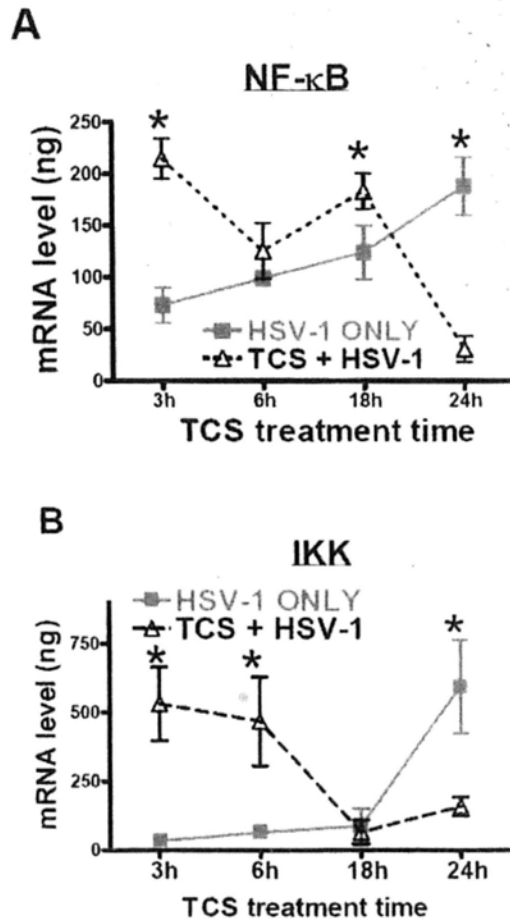 A
NF-κB
*
*
*
250
200
150
100
50
0
mRNA level (ng)
HSV-1 ONLY
TCS + HSV-1
3h 6h 18h 24h
TCS treatment time
B
IKK
HSV-1 ONLY
TCS + HSV-1
*
*
*
750
500
250
0
mRNA level (ng)
3h 6h 18h 24h
TCS treatment time